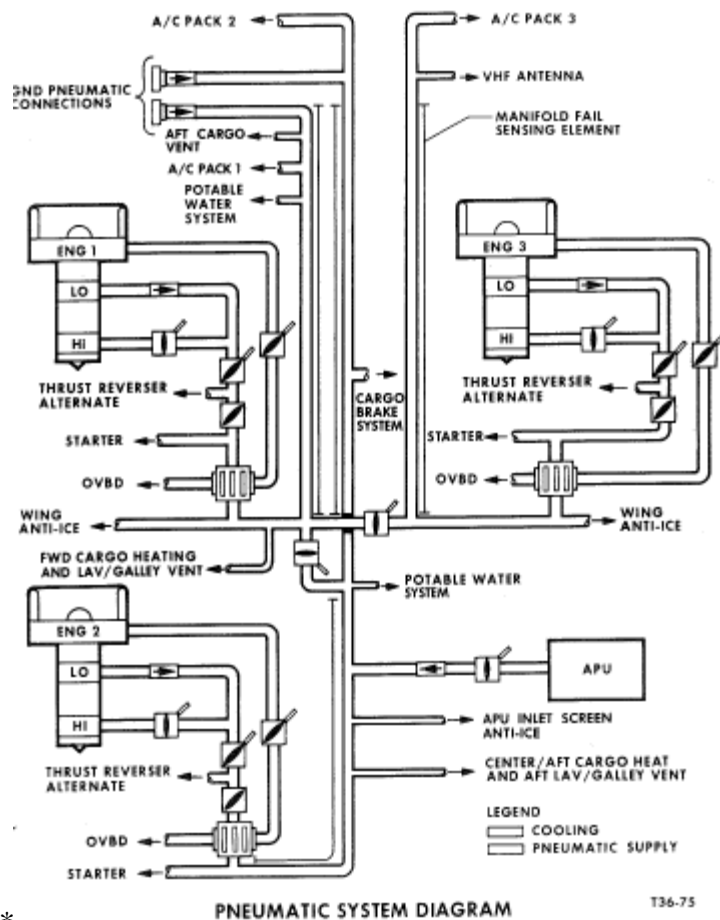 A/C PACK 2
A/C PACK 3
GND PNEUMATIC
CONNECTIONS
VHF ANTENNA
MANIFOLD FAIL
SENSING ELEMENT
AFT CARGO
VENT
A/C PACK 1
POTABLE
WATER
SYSTEM
ENG 1
LO
HI
THRUST REVERSER
ALTERNATE
STARTER
OVBD
WING
ANTI-ICE
FWD CARGO HEATING
AND LAV/GALLEY VENT
CARGO
BRAKE
SYSTEM
ENG 3
LO
HI
THRUST REVERSER
ALTERNATE
STARTER
OVBD
WING
ANTI-ICE
POTABLE WATER
SYSTEM
ENG 2
LO
HI
THRUST REVERSER
ALTERNATE
OVBD
STARTER
APU
APU INLET SCREEN
ANTI-ICE
CENTER/AFT CARGO HEAT
AND AFT LAV/GALLEY VENT
LEGEND
COOLING
PNEUMATIC SUPPLY
*
PNEUMATIC SYSTEM DIAGRAM
T36-75